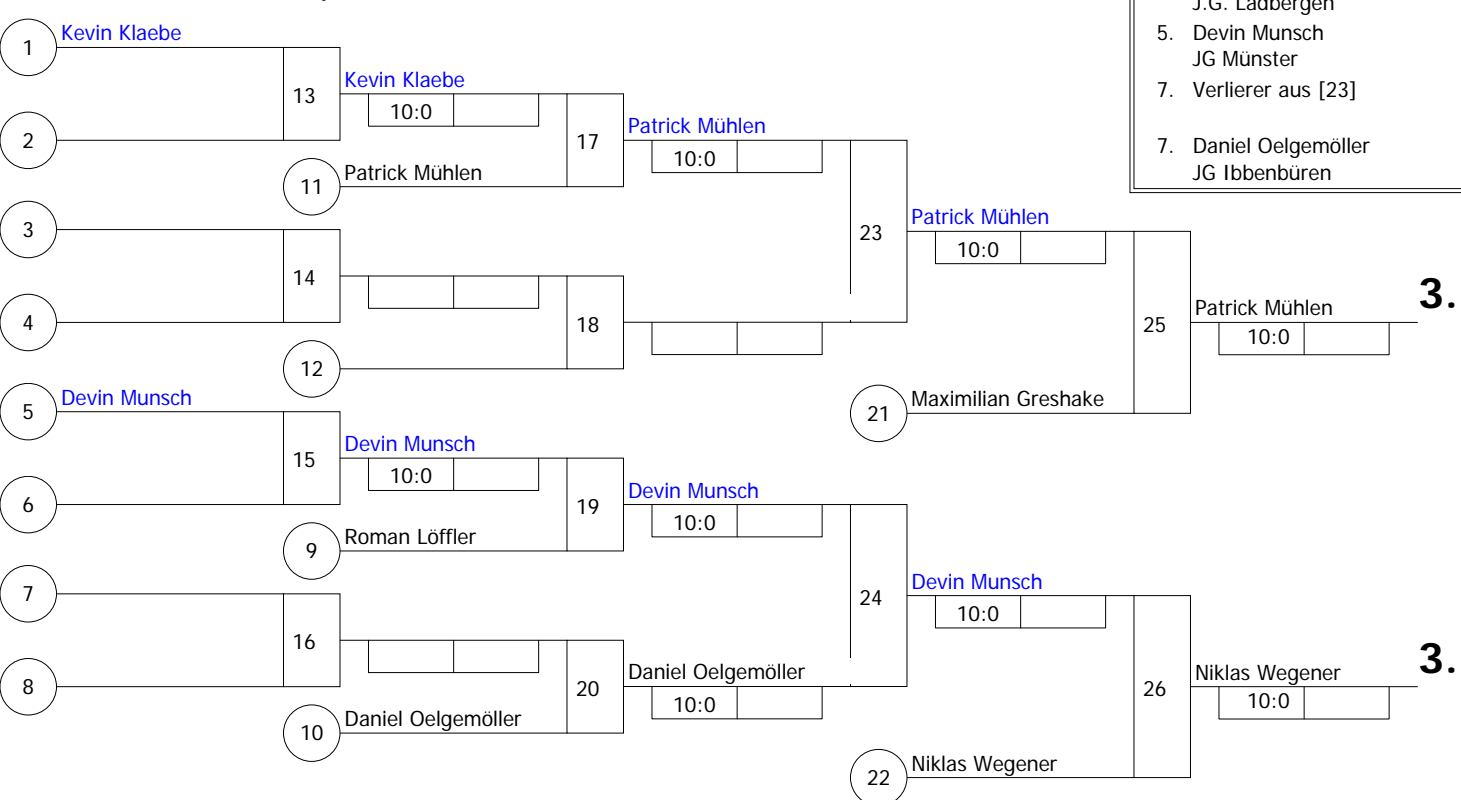 J.G. Ladbergen
5. Devin Munsch
JG Münster
7. Verlierer aus [23]
7. Daniel Oelgemöller
JG Ibbenbüren
1 Kevin Klaebe
13 Kevin Klaebe
10:0
2
17 Patrick Mühlen
10:0
11 Patrick Mühlen
3
23 Patrick Mühlen
10:0
14
4
18
25 Patrick Mühlen 3.
10:0
12
5 Devin Munsch
21 Maximilian Greshake
15 Devin Munsch
10:0
6
19 Devin Munsch
10:0
9 Roman Löffler
7
24 Devin Munsch
10:0
16
8
20 Daniel Oelgemöller
10:0
26 Niklas Wegener 3.
10:0
10 Daniel Oelgemöller
22 Niklas Wegener